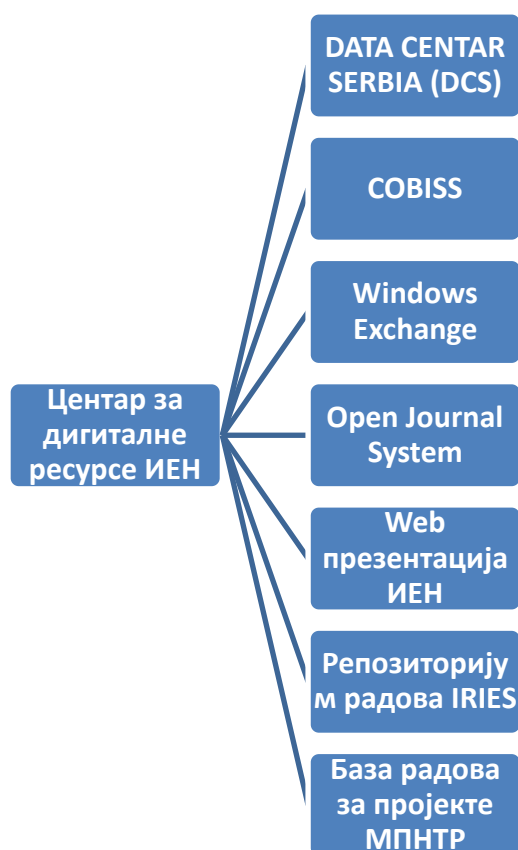 DATA CENTAR
SERBIA (DCS)
COBISS
Windows
Exchange
Центар за
дигиталне
ресурсе ИЕН
Open Journal
System
Web
презентација
ИЕН
Репозиторију
м радова IRIES
База радова
за пројекте
МПНТР